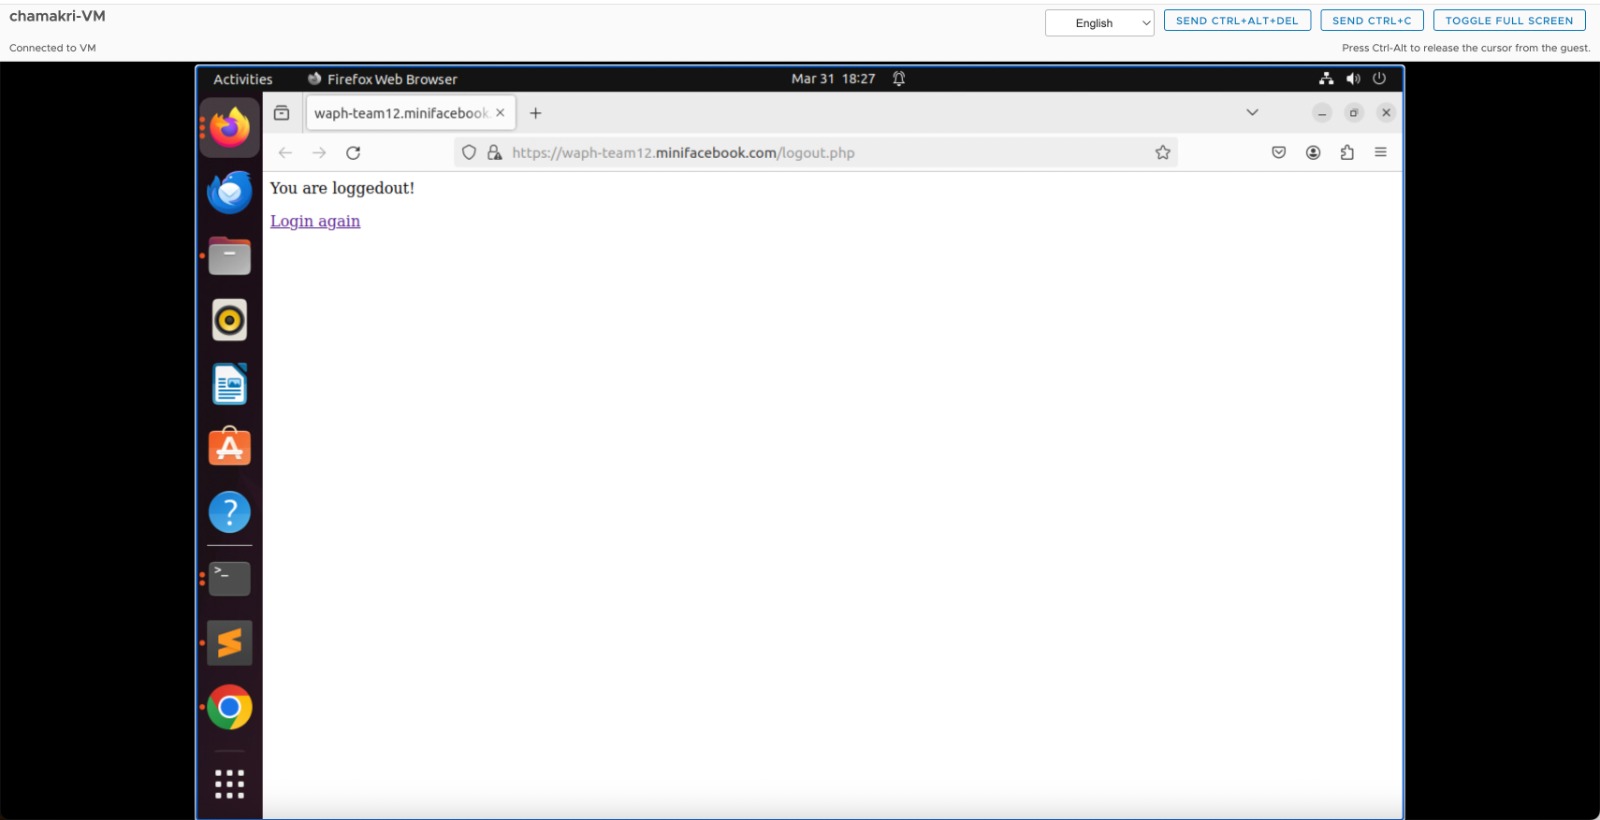 chamakri-VM
English
SEND CTRL+ALT+DEL
SEND CTRL+C
TOGGLE FULL SCREEN
Connected to VM
Press Ctrl-Alt to release the cursor from the guest.
Activities
Firefox Web Browser
Mar 31 18:27
waph-team12.minifacebook
https://waph-team12.minifacebook.com/logout.php
You are loggedout!
Login again